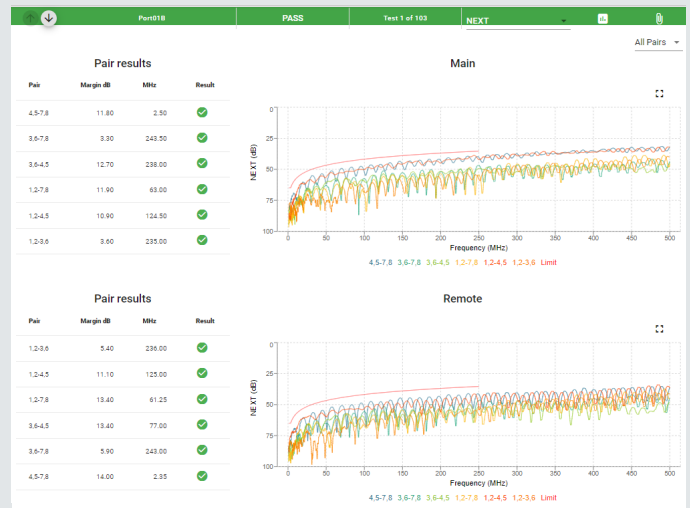 Port01B PASS Test 1 of 103 NEXT
All Pairs
Pair results
Pair Margin dB MHz Result
4,5-7,8 11.80 2.50
3,6-7,8 3.30 243.50
3,6-4,5 12.70 238.00
1,2-7,8 11.90 63.00
1,2-4,5 10.90 124.50
1,2-3,6 3.60 235.00
Main
NEXT (dB)
0
25
50
75
100
0 50 100 150 200 250 300 350 400 450 500
Frequency (MHz)
4,5-7,8 3,6-7,8 3,6-4,5 1,2-7,8 1,2-4,5 1,2-3,6 Limit
Pair results
Pair Margin dB MHz Result
1,2-3,6 5.40 236.00
1,2-4,5 11.10 125.00
1,2-7,8 13.40 61.25
3,6-4,5 13.40 77.00
3,6-7,8 5.90 243.00
4,5-7,8 14.00 2.35
Remote
NEXT (dB)
0
25
50
75
100
0 50 100 150 200 250 300 350 400 450 500
Frequency (MHz)
4,5-7,8 3,6-7,8 3,6-4,5 1,2-7,8 1,2-4,5 1,2-3,6 Limit